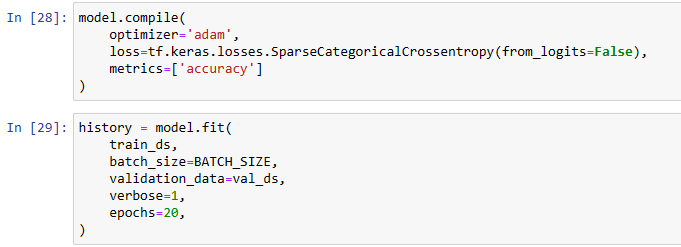 In [28]: model.compile(
    optimizer='adam',
    loss=tf.keras.losses.SparseCategoricalCrossentropy(from_logits=False),
    metrics=['accuracy']
)
In [29]: history = model.fit(
    train_ds,
    batch_size=BATCH_SIZE,
    validation_data=val_ds,
    verbose=1,
    epochs=20,
)